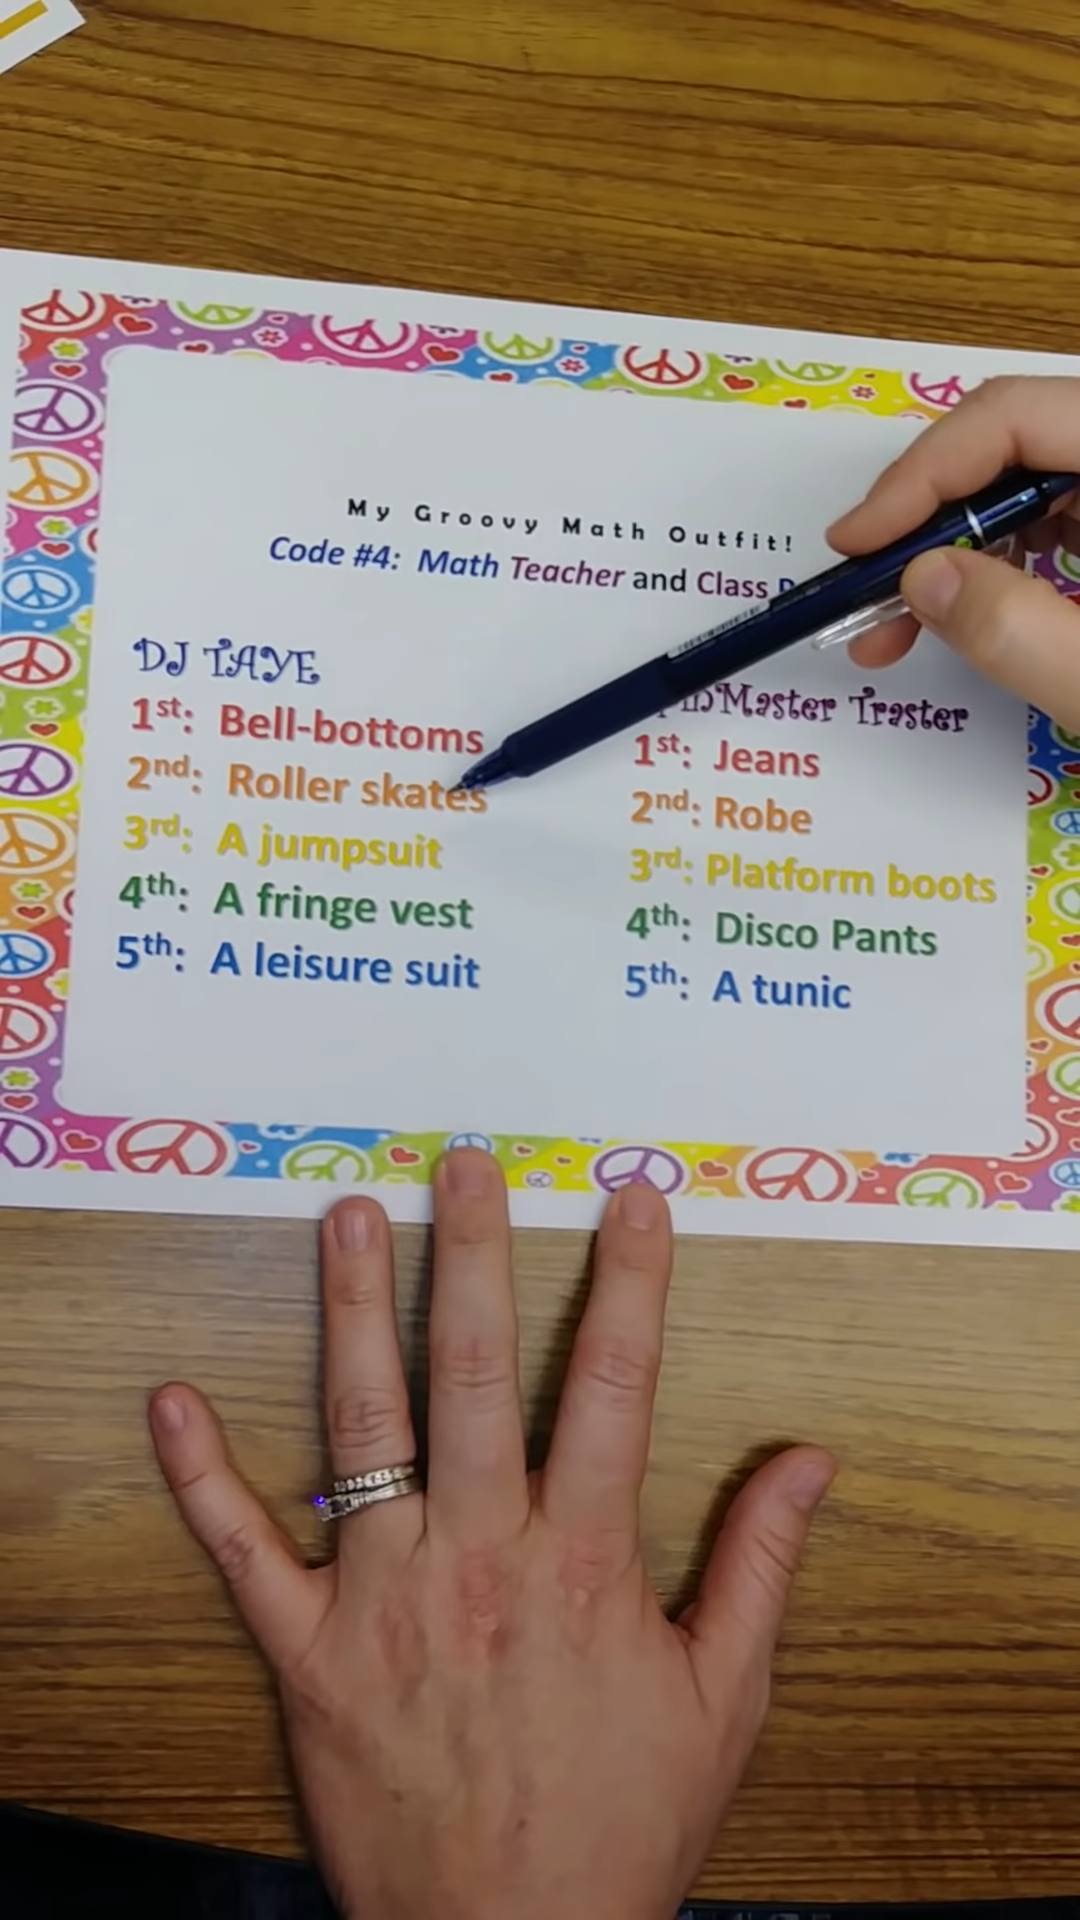 My Groovy Math Outfit!
Code #4: Math Teacher and Class
DJ TAYE
1st: Bell-bottoms
2nd: Roller skates
3rd: A jumpsuit
4th: A fringe vest
5th: A leisure suit
Master Traster
1st: Jeans
2nd: Robe
3rd: Platform boots
4th: Disco Pants
5th: A tunic